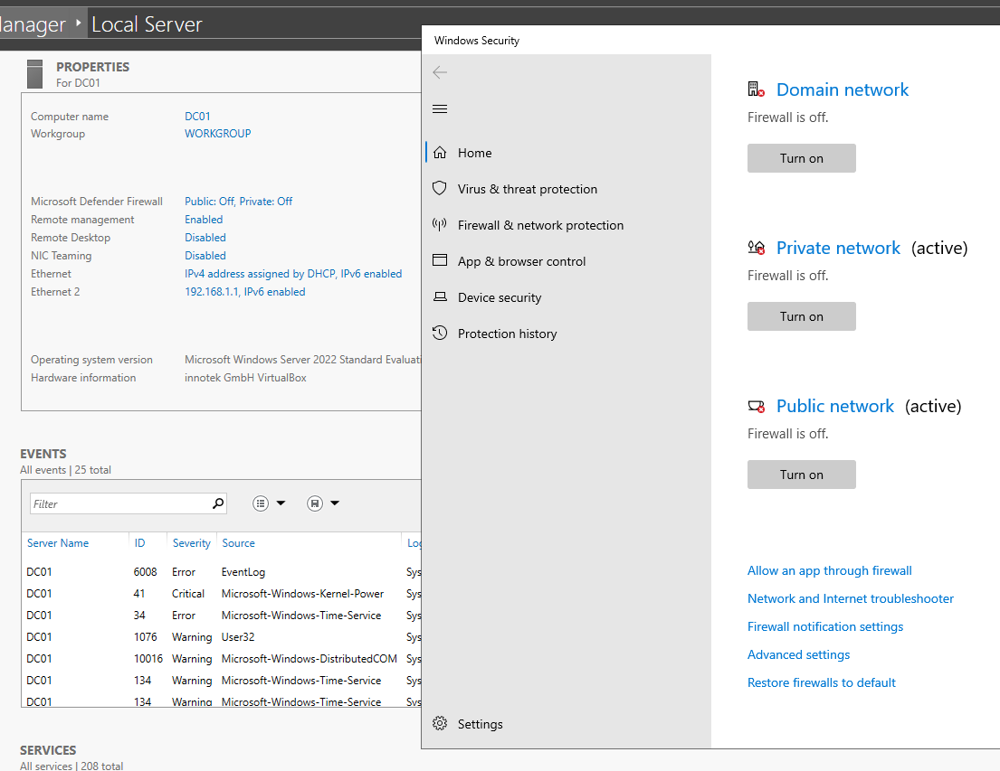 Manager ‣ Local Server
PROPERTIES
For DC01
Computer name DC01
Workgroup WORKGROUP
Microsoft Defender Firewall Public: Off, Private: Off
Remote management Enabled
Remote Desktop Disabled
NIC Teaming Disabled
Ethernet IPv4 address assigned by DHCP, IPv6 enabled
Ethernet 2 192.168.1.1, IPv6 enabled
Operating system version Microsoft Windows Server 2022 Standard Evaluati
Hardware information innotek GmbH VirtualBox
EVENTS
All events | 25 total
Filter
Server Name ID Severity Source Log
DC01 6008 Error EventLog Sys
DC01 41 Critical Microsoft-Windows-Kernel-Power Sys
DC01 34 Error Microsoft-Windows-Time-Service Sys
DC01 1076 Warning User32 Sys
DC01 10016 Warning Microsoft-Windows-DistributedCOM Sys
DC01 134 Warning Microsoft-Windows-Time-Service Sys
DC01 134 Warning Microsoft-Windows-Time-Service Sys
SERVICES
All services | 208 total
Windows Security
Home
Virus & threat protection
Firewall & network protection
App & browser control
Device security
Protection history
Settings
Domain network
Firewall is off.
Turn on
Private network (active)
Firewall is off.
Turn on
Public network (active)
Firewall is off.
Turn on
Allow an app through firewall
Network and Internet troubleshooter
Firewall notification settings
Advanced settings
Restore firewalls to default